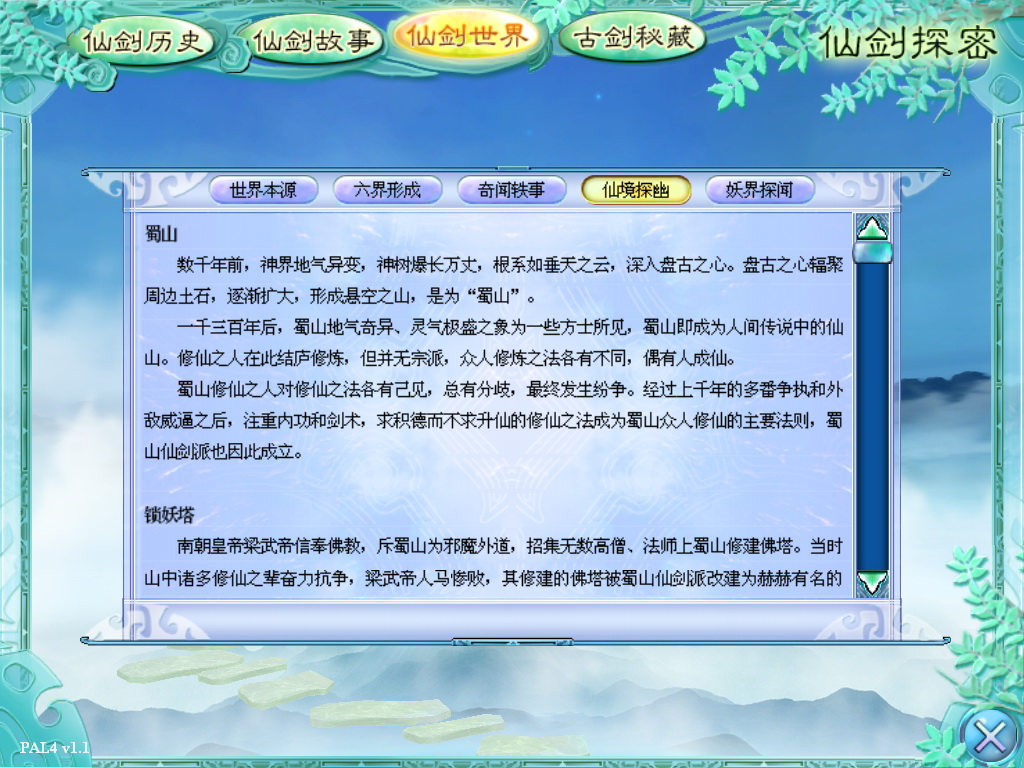 仙剑历史
仙剑故事
仙剑世界
古剑秘藏
仙剑探密
世界本源
六界形成
奇闻轶事
仙境探幽
妖界探闻
蜀山
数千年前，神界地气异变，神树爆长万丈，根系如垂天之云，深入盘古之心。盘古之心辐聚
周边土石，逐渐扩大，形成悬空之山，是为“蜀山”。
一千三百年后，蜀山地气奇异、灵气极盛之象为一些方士所见，蜀山即成为人间传说中的仙
山。修仙之人在此结庐修炼，但并无宗派，众人修炼之法各有不同，偶有人成仙。
蜀山修仙之人对修仙之法各有己见，总有分歧，最终发生纷争。经过上千年的多番争执和外
敌威逼之后，注重内功和剑术，求积德而不求升仙的修仙之法成为蜀山众人修仙的主要法则，蜀
山仙剑派也因此成立。
锁妖塔
南朝皇帝梁武帝信奉佛教，斥蜀山为邪魔外道，招集无数高僧、法师上蜀山修建佛塔。当时
山中诸多修仙之辈奋力抗争，梁武帝人马惨败，其修建的佛塔被蜀山仙剑派改建为赫赫有名的
PAL4 v1.1